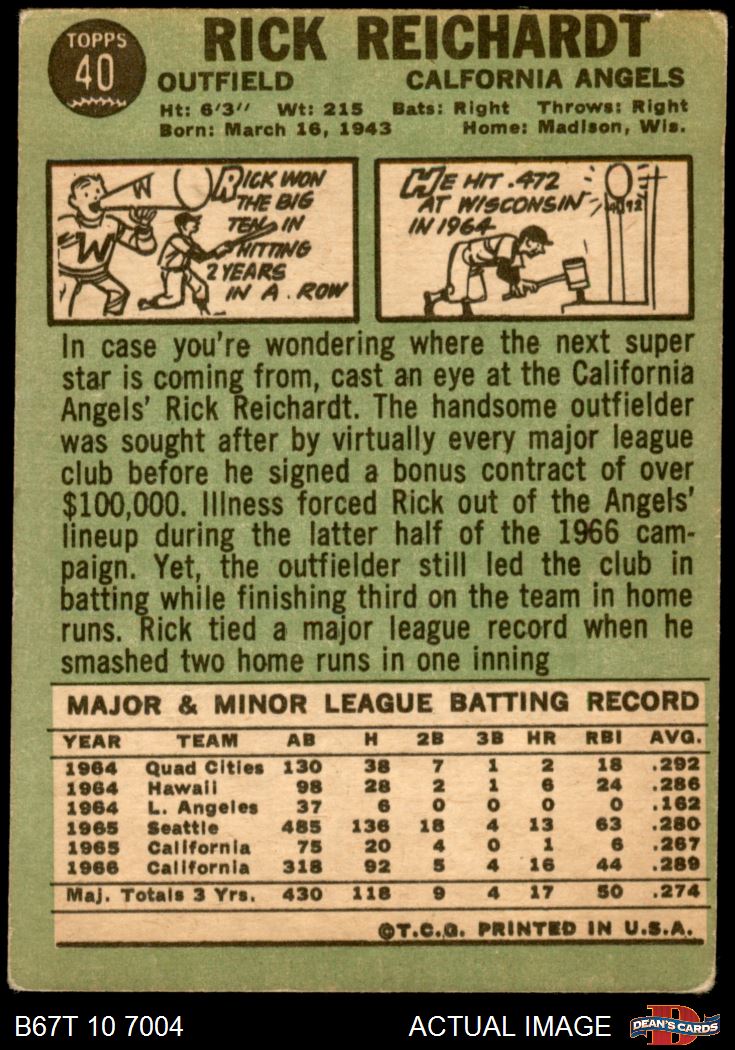 TOPPS
40
RICK REICHARDT
OUTFIELD CALFORNIA ANGELS
Ht: 6'3" Wt: 215 Bats: Right Throws: Right
Born: March 16, 1943 Home: Madison, Wis.
W
W
RICK WON
THE BIG
TEN IN
HITTING
2 YEARS
IN A ROW
HE HIT .472
AT WISCONSIN
IN 1964
.472
In case you're wondering where the next super
star is coming from, cast an eye at the California
Angels' Rick Reichardt. The handsome outfielder
was sought after by virtually every major league
club before he signed a bonus contract of over
$100,000. Illness forced Rick out of the Angels'
lineup during the latter half of the 1966 cam-
paign. Yet, the outfielder still led the club in
batting while finishing third on the team in home
runs. Rick tied a major league record when he
smashed two home runs in one inning
MAJOR & MINOR LEAGUE BATTING RECORD
YEAR TEAM AB H 2B 3B HR RBI AVG.
1964 Quad Cities 130 38 7 1 2 18 .292
1964 Hawaii 98 28 2 1 6 24 .286
1964 L. Angeles 37 6 0 0 0 0 .162
1965 Seattle 485 136 18 4 13 63 .280
1965 California 75 20 4 0 1 6 .267
1966 California 318 92 5 4 16 44 .289
Maj. Totals 3 Yrs. 430 118 9 4 17 50 .274
©T.C.G. PRINTED IN U.S.A.
B67T 10 7004 ACTUAL IMAGE
D
DEAN'S CARDS